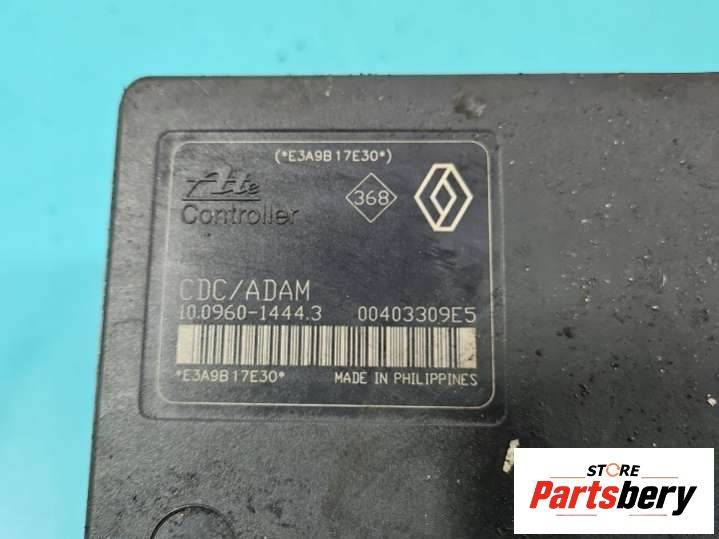 (*E3A9B17E30*)
Ate
368
Controller
CDC/ADAM
10.0960-1444.3 00403309E5
*E3A9B17E30* MADE IN PHILIPPINES
STORE
Partsbery